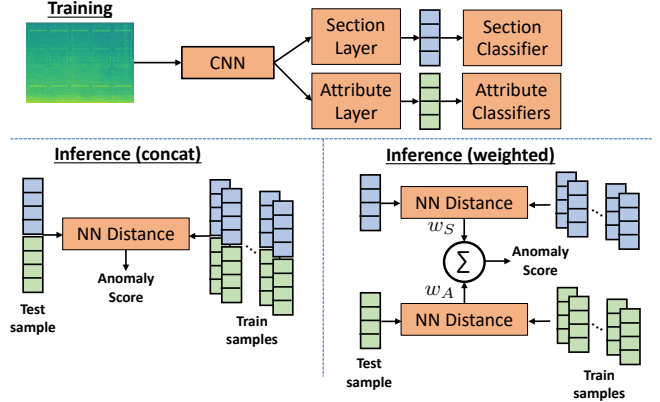 Training
CNN
Section
Layer
Section
Classifier
Attribute
Layer
Attribute
Classifiers
Inference (concat)
NN Distance
Anomaly
Score
Test
sample
Train
samples
Inference (weighted)
NN Distance
w_S
Σ
Anomaly
Score
w_A
NN Distance
Test
sample
Train
samples